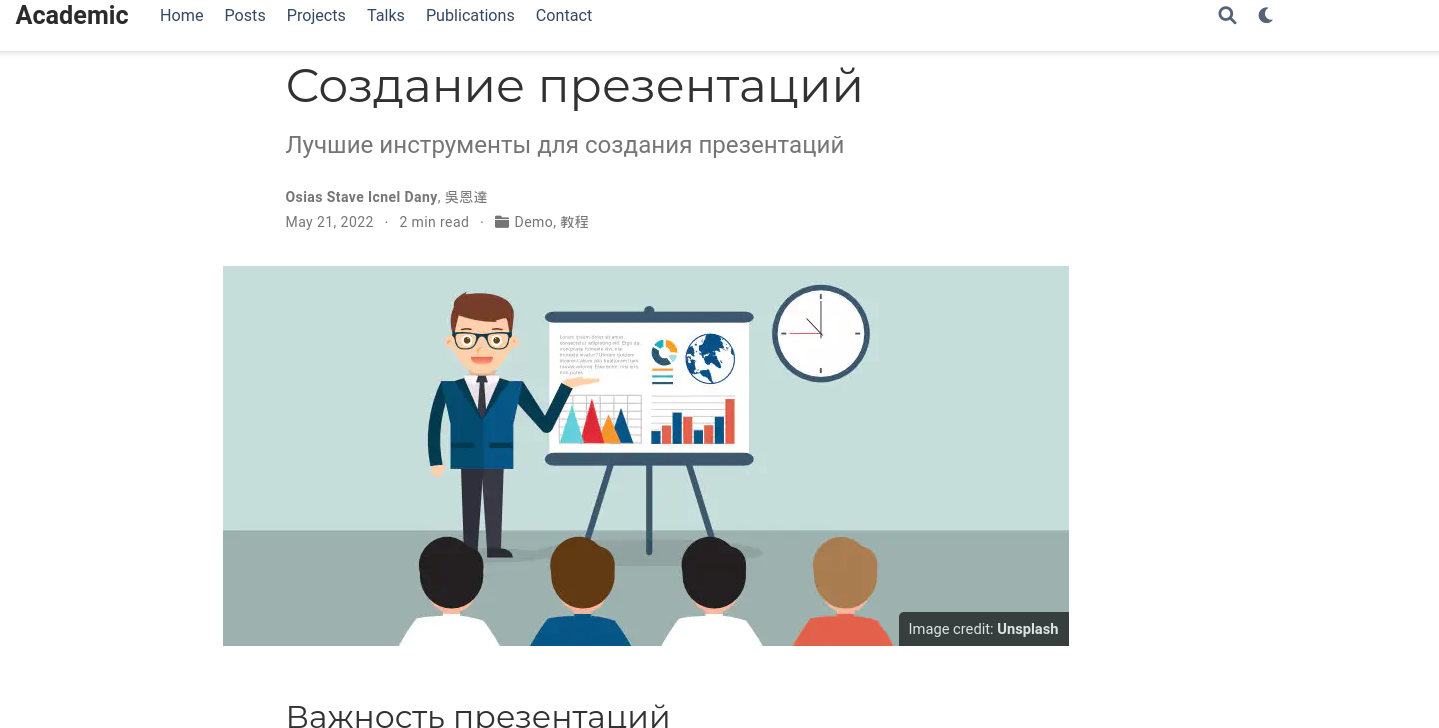 Academic Home Posts Projects Talks Publications Contact
Создание презентаций
Лучшие инструменты для создания презентаций
Osias Stave Icnel Dany, 吳恩達
May 21, 2022 · 2 min read · Demo, 教程
Image credit: Unsplash
Важность презентаций